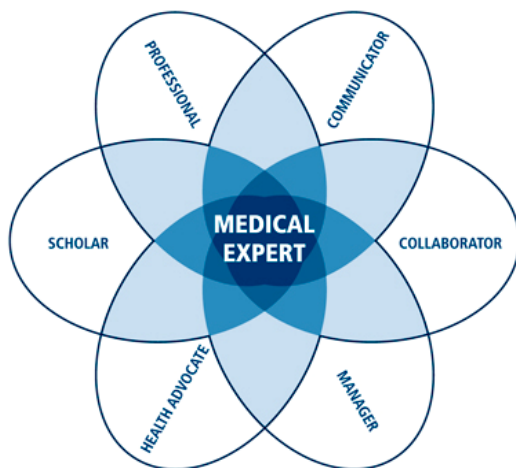 PROFESSIONAL
COMMUNICATOR
SCHOLAR
MEDICAL
EXPERT
COLLABORATOR
HEALTH ADVOCATE
MANAGER